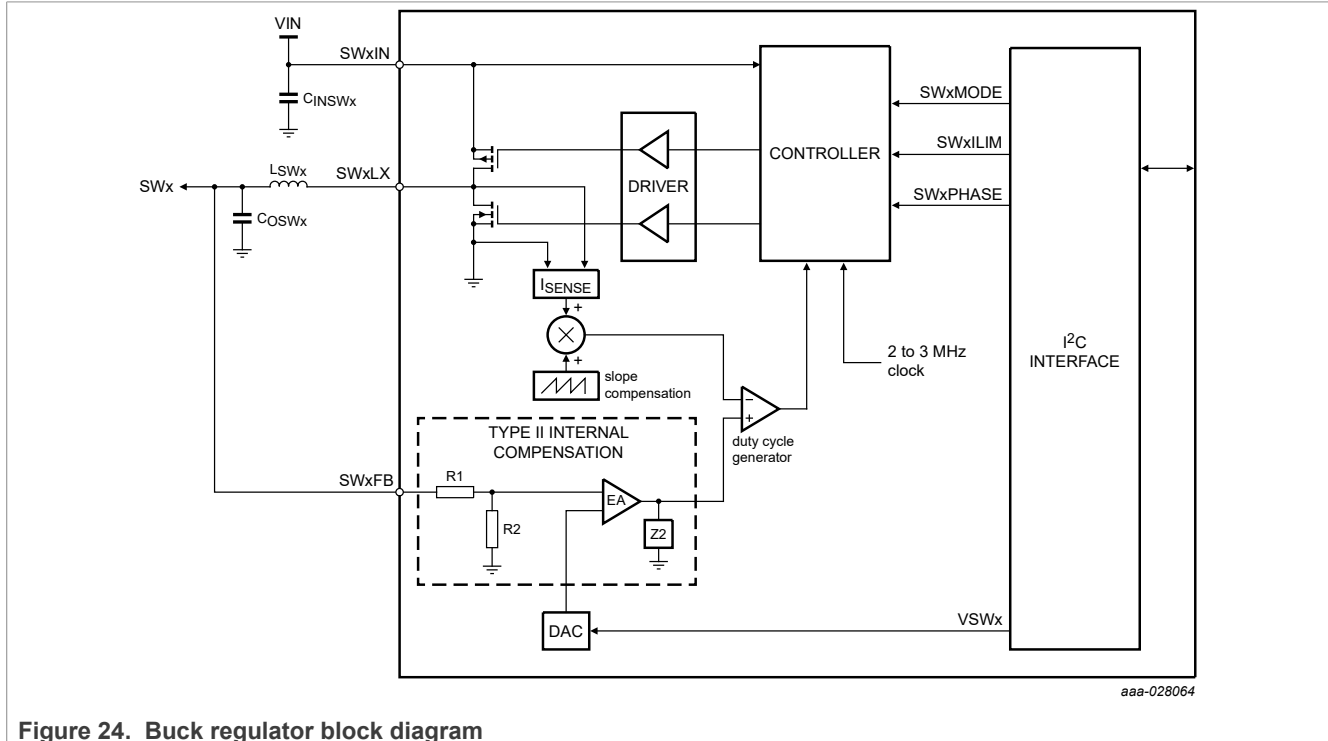 VIN
SWxIN
CINSWx
SWxMODE
SWxILIM
SWxPHASE
CONTROLLER
DRIVER
LSWx
SWxLX
SWx
COSWx
ISENSE
+
+
slope
compensation
2 to 3 MHz
clock
I2C
INTERFACE
−
+
duty cycle
generator
TYPE II INTERNAL
COMPENSATION
SWxFB
R1
R2
EA
Z2
DAC
VSWx
aaa-028064
Figure 24. Buck regulator block diagram